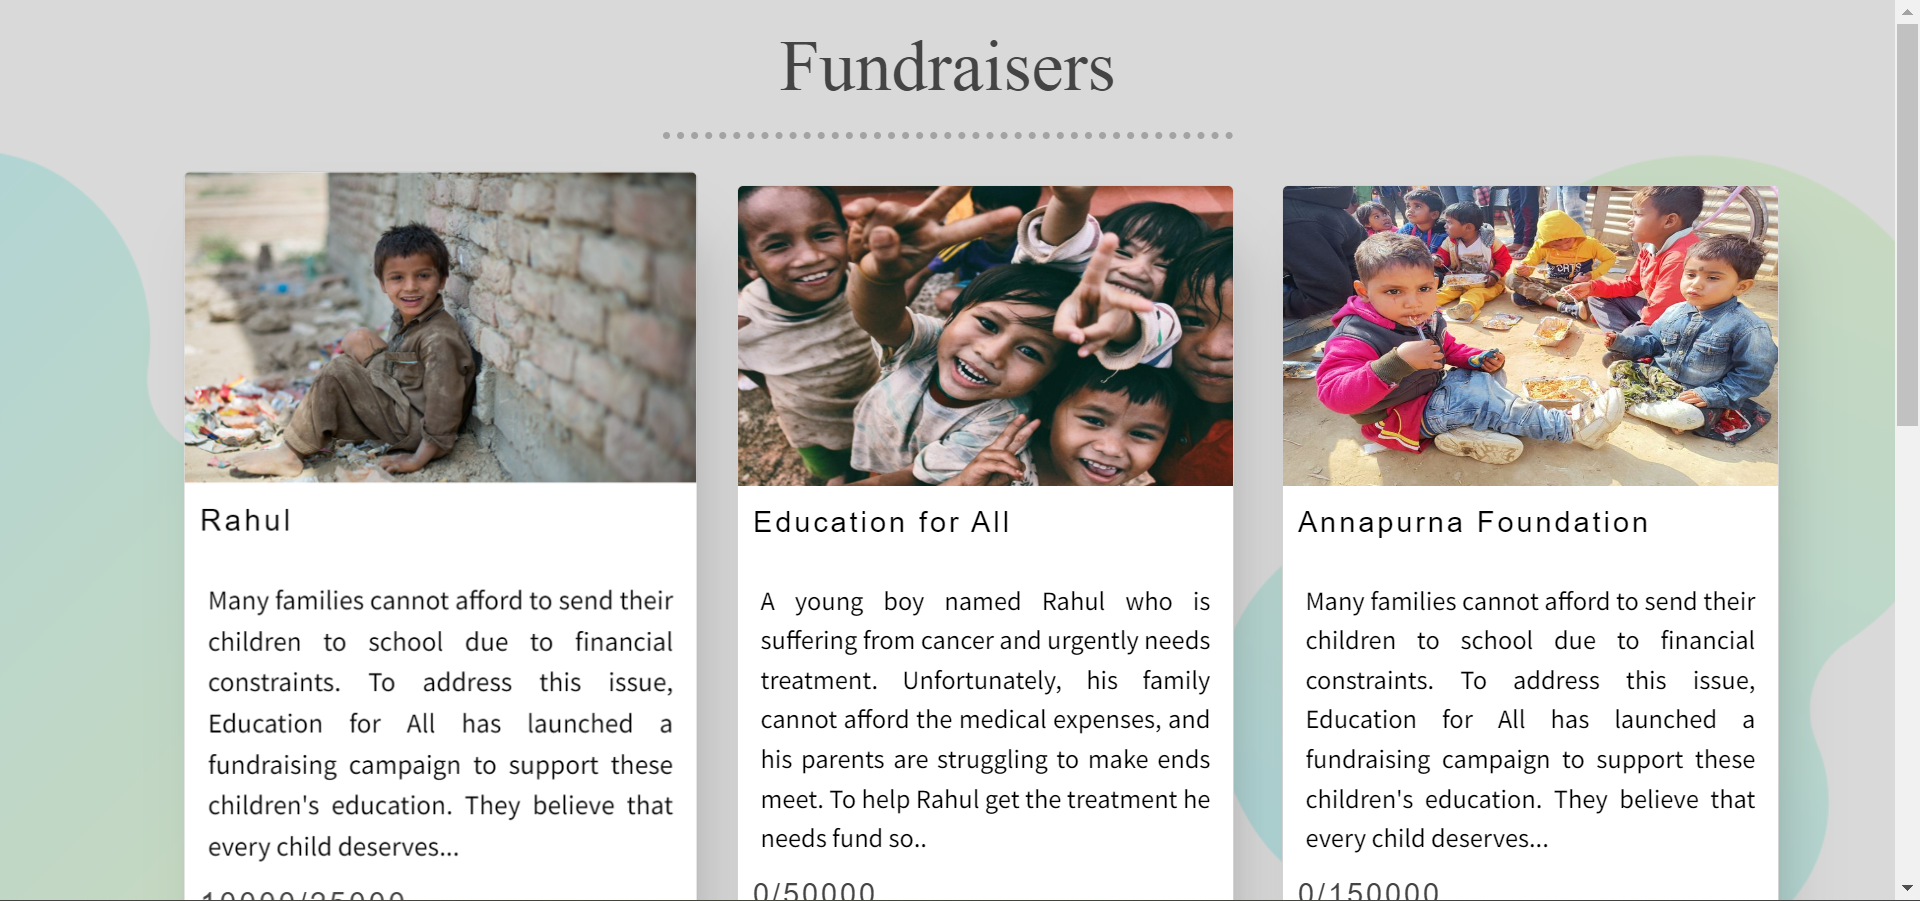 Fundraisers
Rahul
Many families cannot afford to send their
children to school due to financial
constraints. To address this issue,
Education for All has launched a
fundraising campaign to support these
children's education. They believe that
every child deserves...
10000/25000
Education for All
A young boy named Rahul who is
suffering from cancer and urgently needs
treatment. Unfortunately, his family
cannot afford the medical expenses, and
his parents are struggling to make ends
meet. To help Rahul get the treatment he
needs fund so..
0/50000
Annapurna Foundation
Many families cannot afford to send their
children to school due to financial
constraints. To address this issue,
Education for All has launched a
fundraising campaign to support these
children's education. They believe that
every child deserves...
0/150000